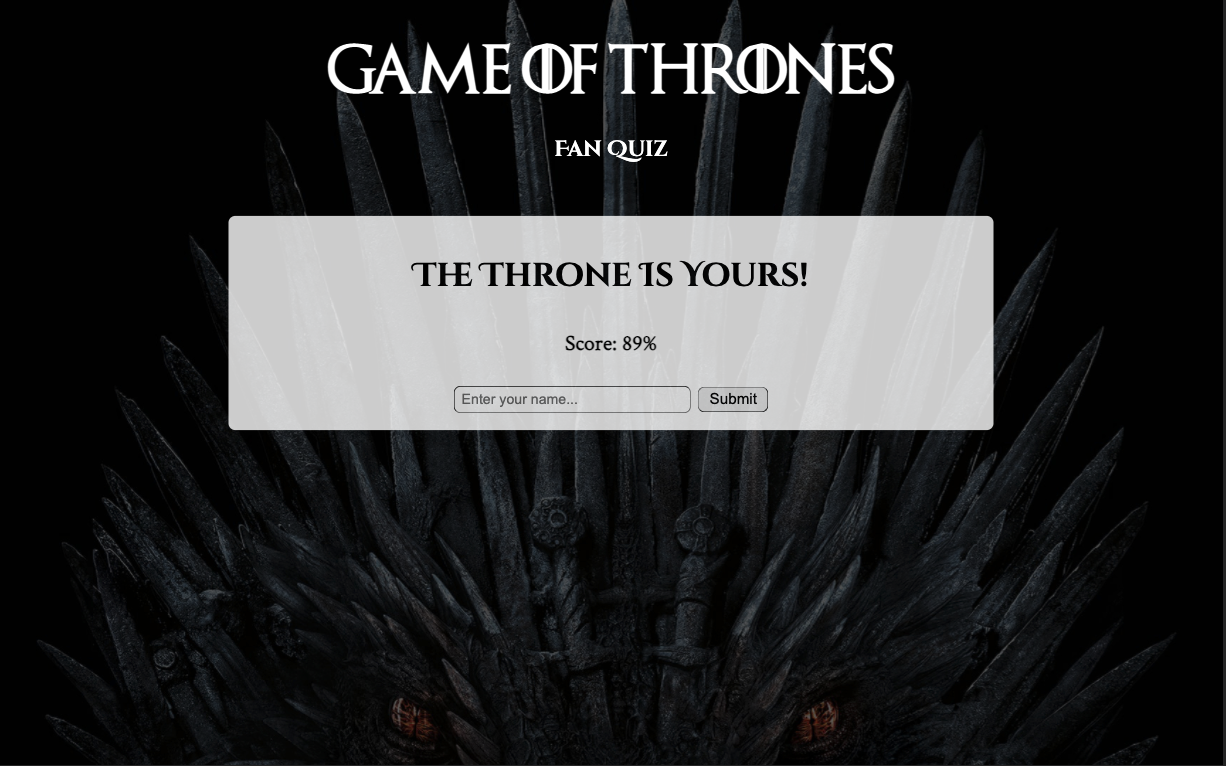 GAME OF THRONES
Fan Quiz
The Throne Is Yours!
Score: 89%
Enter your name... Submit